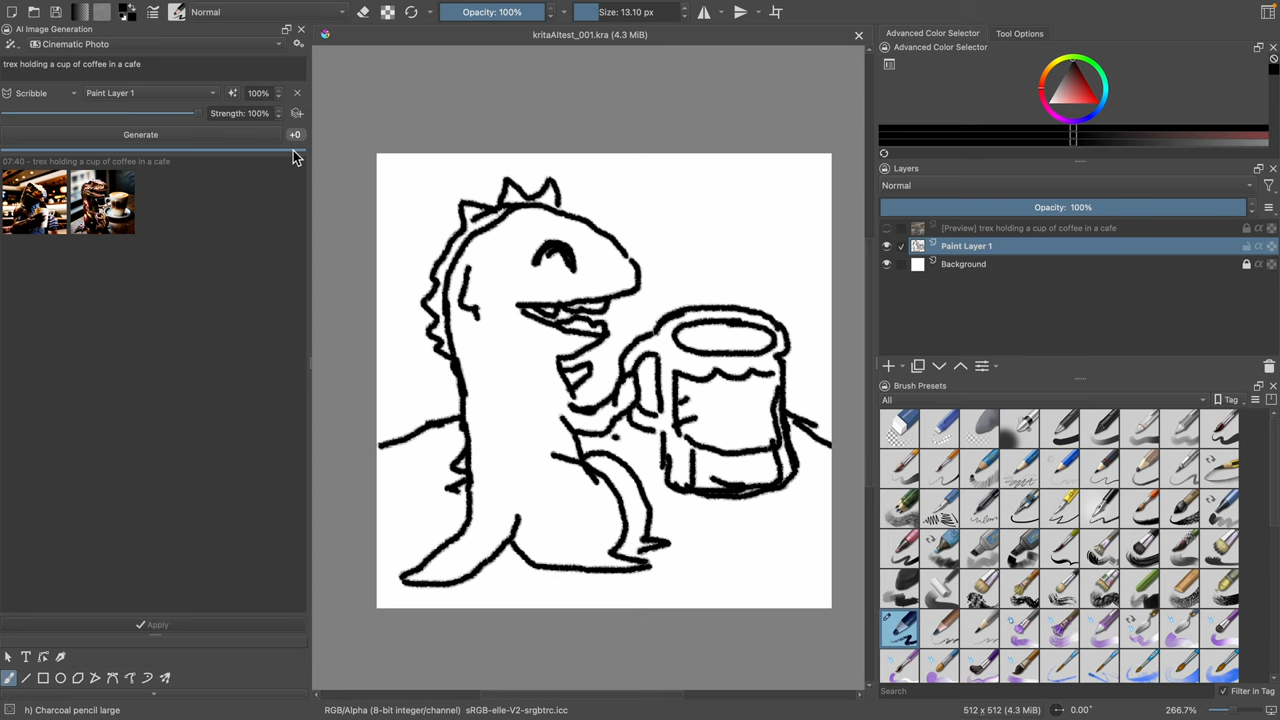 Normal
Opacity: 100%
Size: 13.10 px
AI Image Generation
Cinematic Photo
trex holding a cup of coffee in a cafe
Scribble
Paint Layer 1
100%
Strength: 100%
Generate
+0
07:40 - trex holding a cup of coffee in a cafe
Apply
h) Charcoal pencil large
kritaAItest_001.kra (4.3 MiB)
RGB/Alpha (8-bit integer/channel) sRGB-elle-V2-srgbtrc.icc
Advanced Color Selector
Tool Options
Advanced Color Selector
Layers
Normal
Opacity: 100%
[Preview] trex holding a cup of coffee in a cafe
Paint Layer 1
Background
Brush Presets
All
Tag
Search
Filter in Tag
512 x 512 (4.3 MiB)
0.00°
266.7%